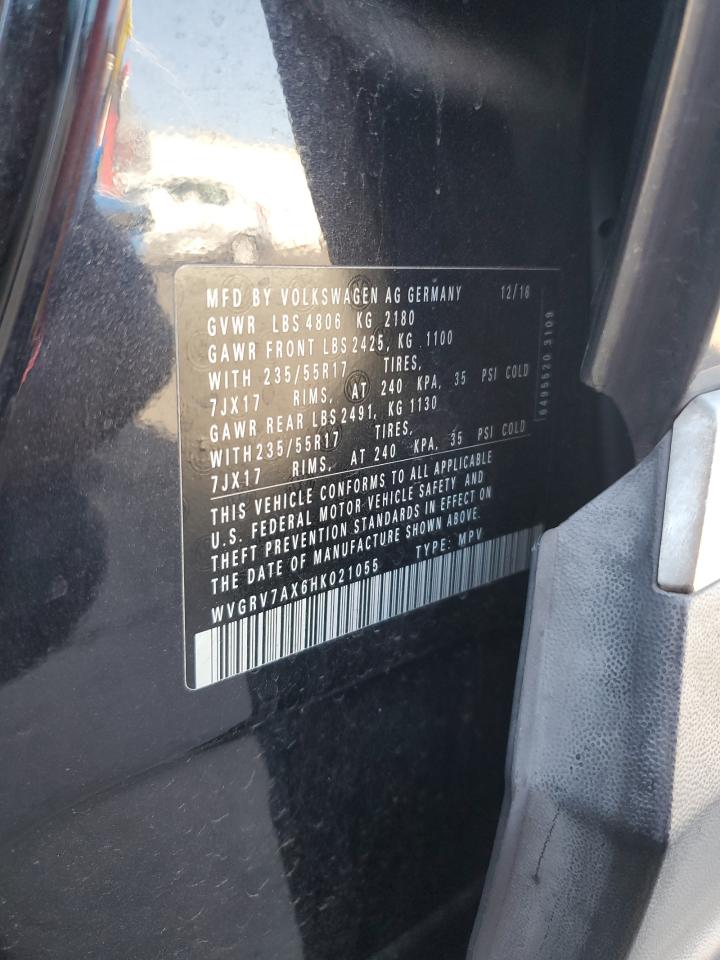 MFD BY VOLKSWAGEN AG GERMANY 12/16
GVWR LBS 4806 KG 2180
GAWR FRONT LBS 2425, KG 1100
WITH 235/55R17 TIRES,
7JX17 RIMS, AT 240 KPA, 35 PSI COLD
GAWR REAR LBS 2491, KG 1130
WITH 235/55R17 TIRES,
7JX17 RIMS, AT 240 KPA, 35 PSI COLD
THIS VEHICLE CONFORMS TO ALL APPLICABLE
U.S. FEDERAL MOTOR VEHICLE SAFETY AND
THEFT PREVENTION STANDARDS IN EFFECT ON
THE DATE OF MANUFACTURE SHOWN ABOVE.
WVGRV7AX6HK021055 TYPE: MPV
6495520 3109